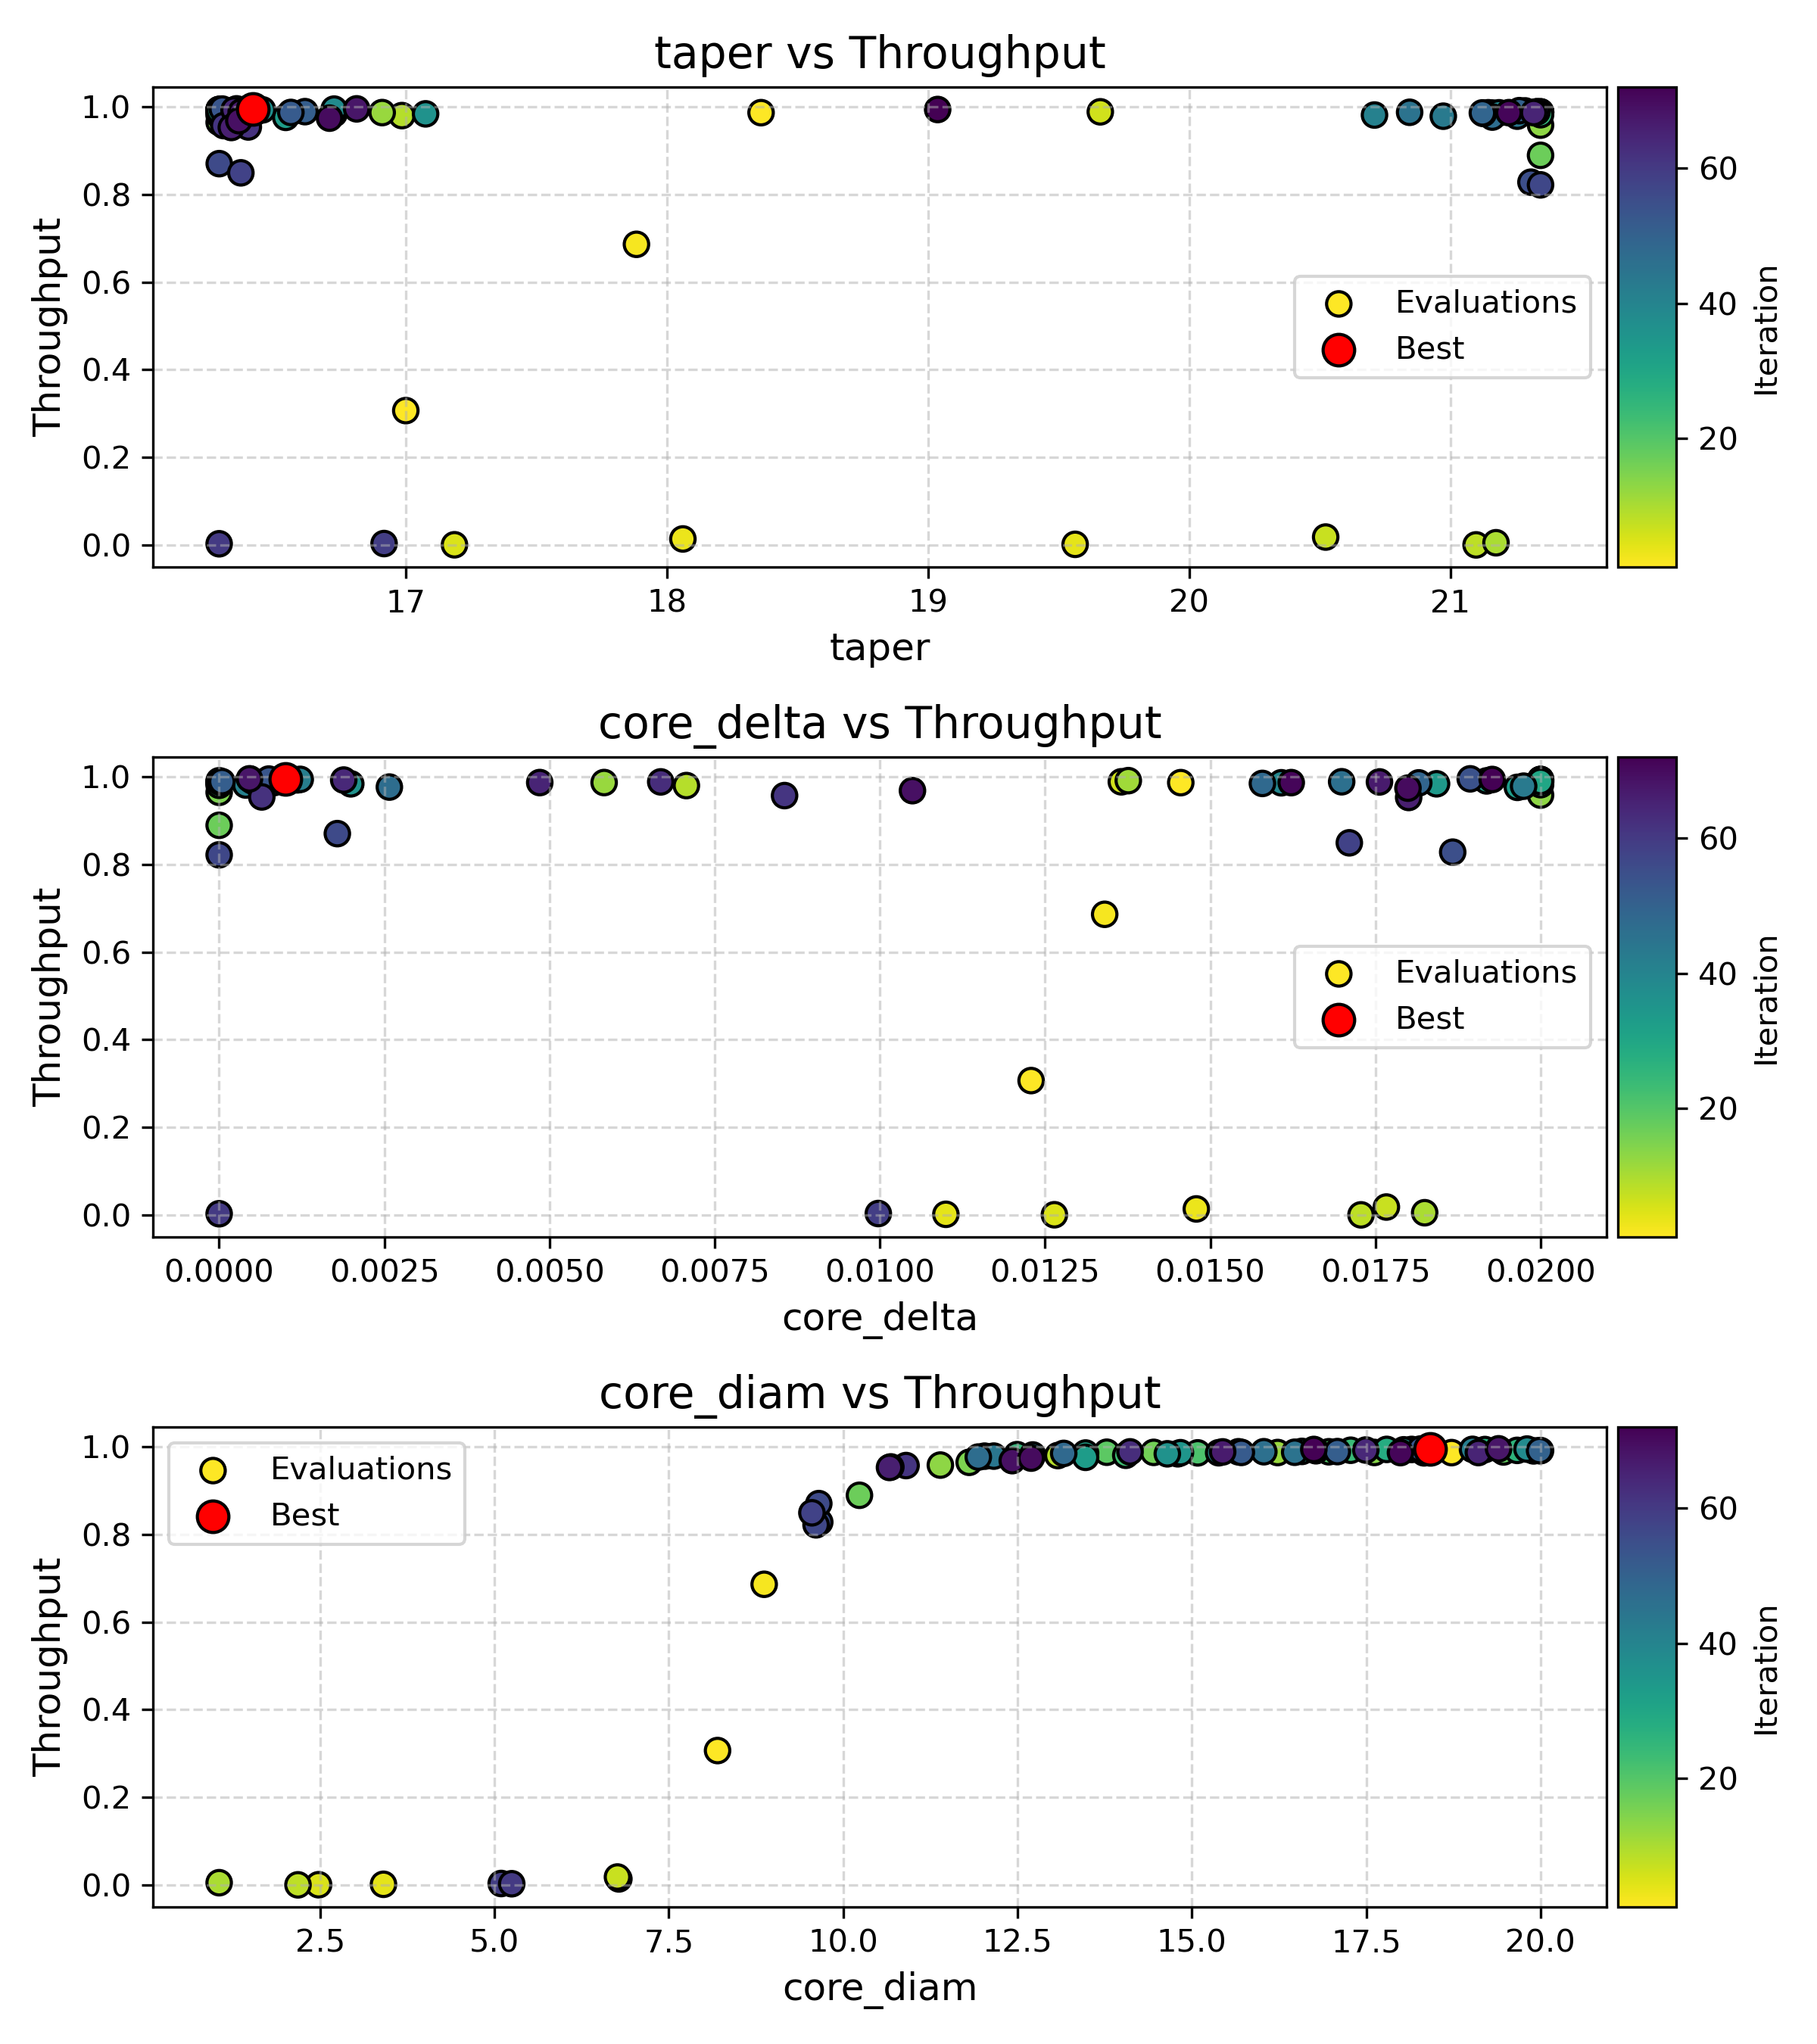 taper vs Throughput
Throughput
1.0
0.8
0.6
0.4
0.2
0.0
17
18
19
20
21
taper
Evaluations
Best
60
40
20
Iteration
core_delta vs Throughput
Throughput
1.0
0.8
0.6
0.4
0.2
0.0
0.0000
0.0025
0.0050
0.0075
0.0100
0.0125
0.0150
0.0175
0.0200
core_delta
Evaluations
Best
60
40
20
Iteration
core_diam vs Throughput
Throughput
1.0
0.8
0.6
0.4
0.2
0.0
2.5
5.0
7.5
10.0
12.5
15.0
17.5
20.0
core_diam
Evaluations
Best
60
40
20
Iteration